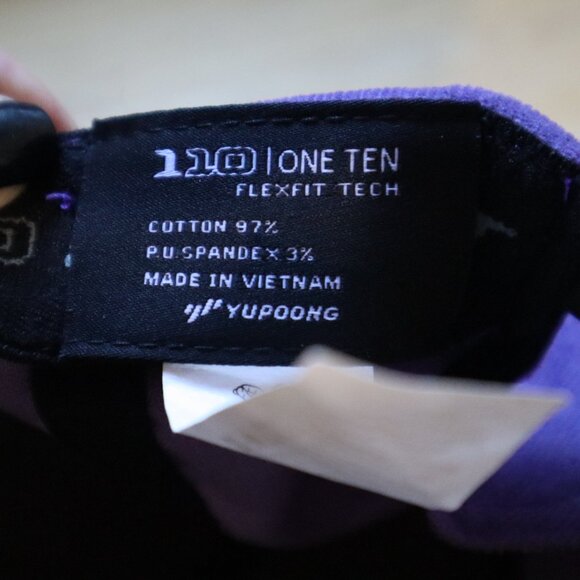 110 | ONE TEN
FLEXFIT TECH
COTTON 97%
P.U.SPANDEX 3%
MADE IN VIETNAM
YUPOONG